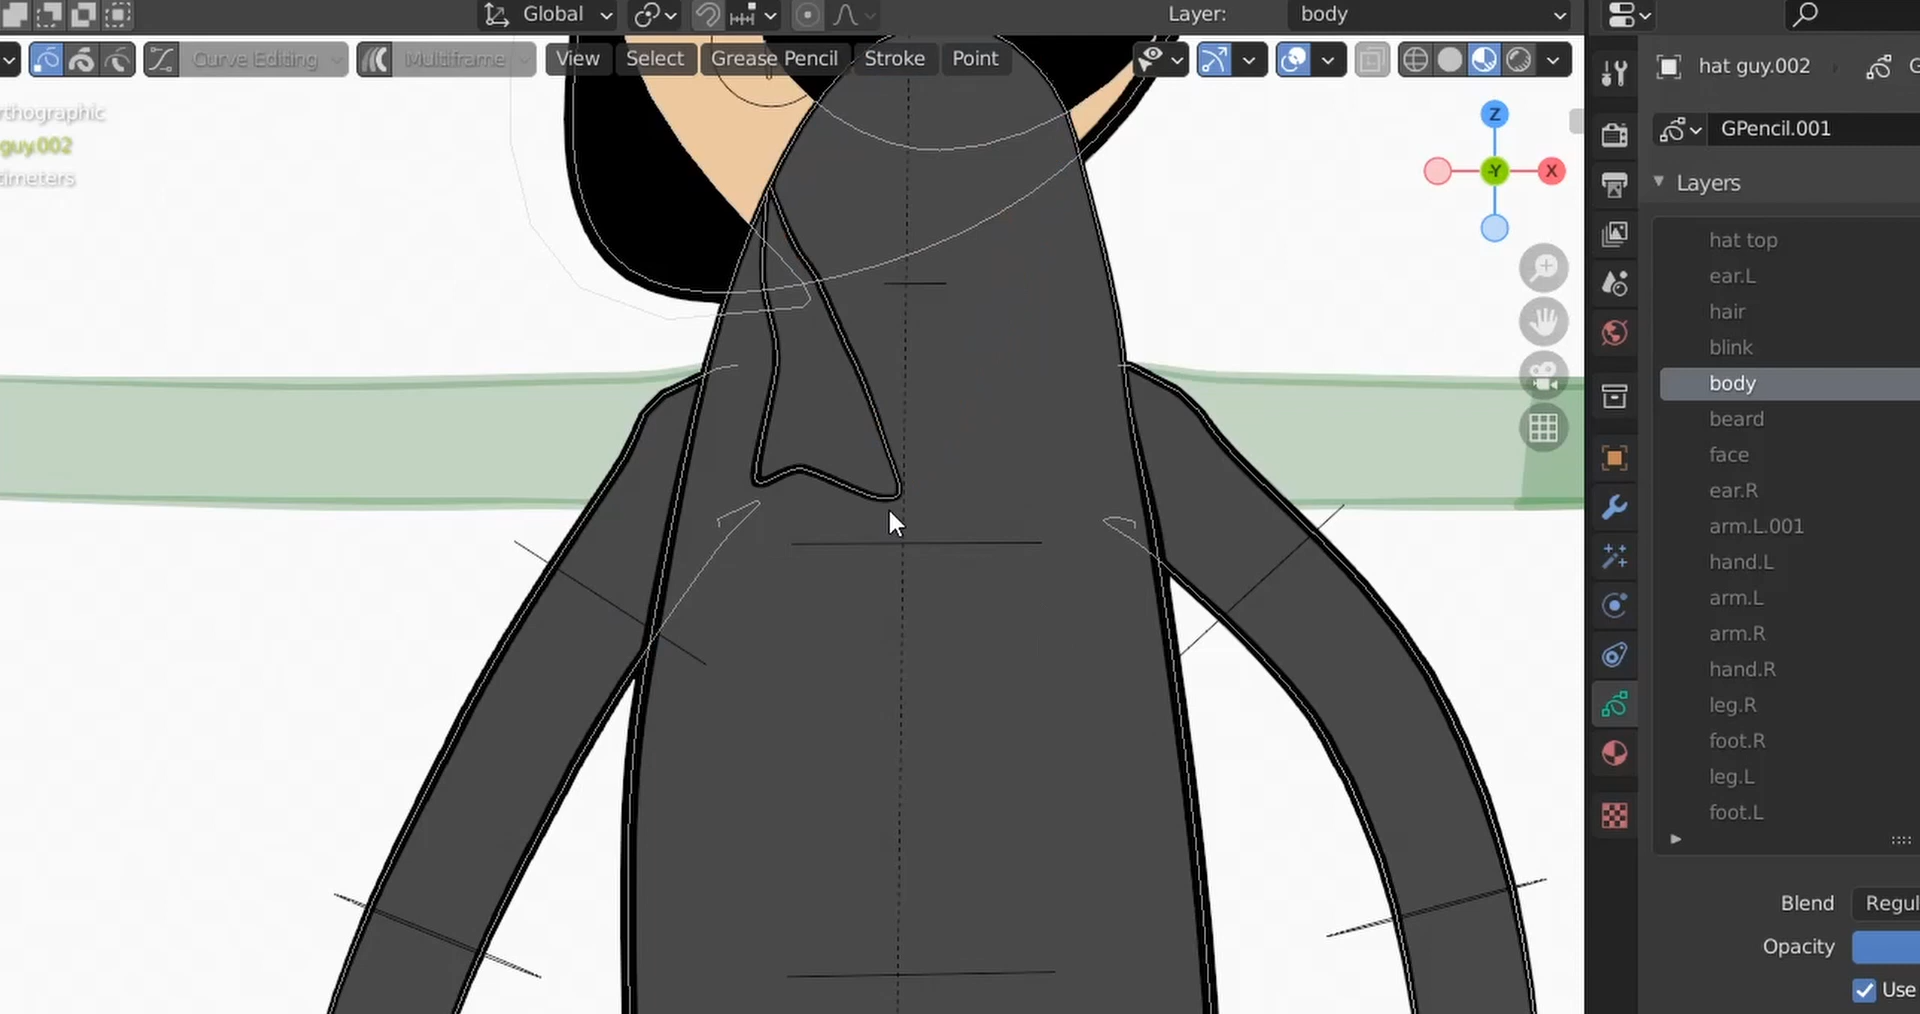 Global
Layer:
body
Curve Editing
Multiframe
View
Select
Grease Pencil
Stroke
Point
rthographic
guy.002
timeters
Z
-Y
X
hat guy.002
G
GPencil.001
Layers
hat top
ear.L
hair
blink
body
beard
face
ear.R
arm.L.001
hand.L
arm.L
arm.R
hand.R
leg.R
foot.R
leg.L
foot.L
Blend
Regul
Opacity
Use